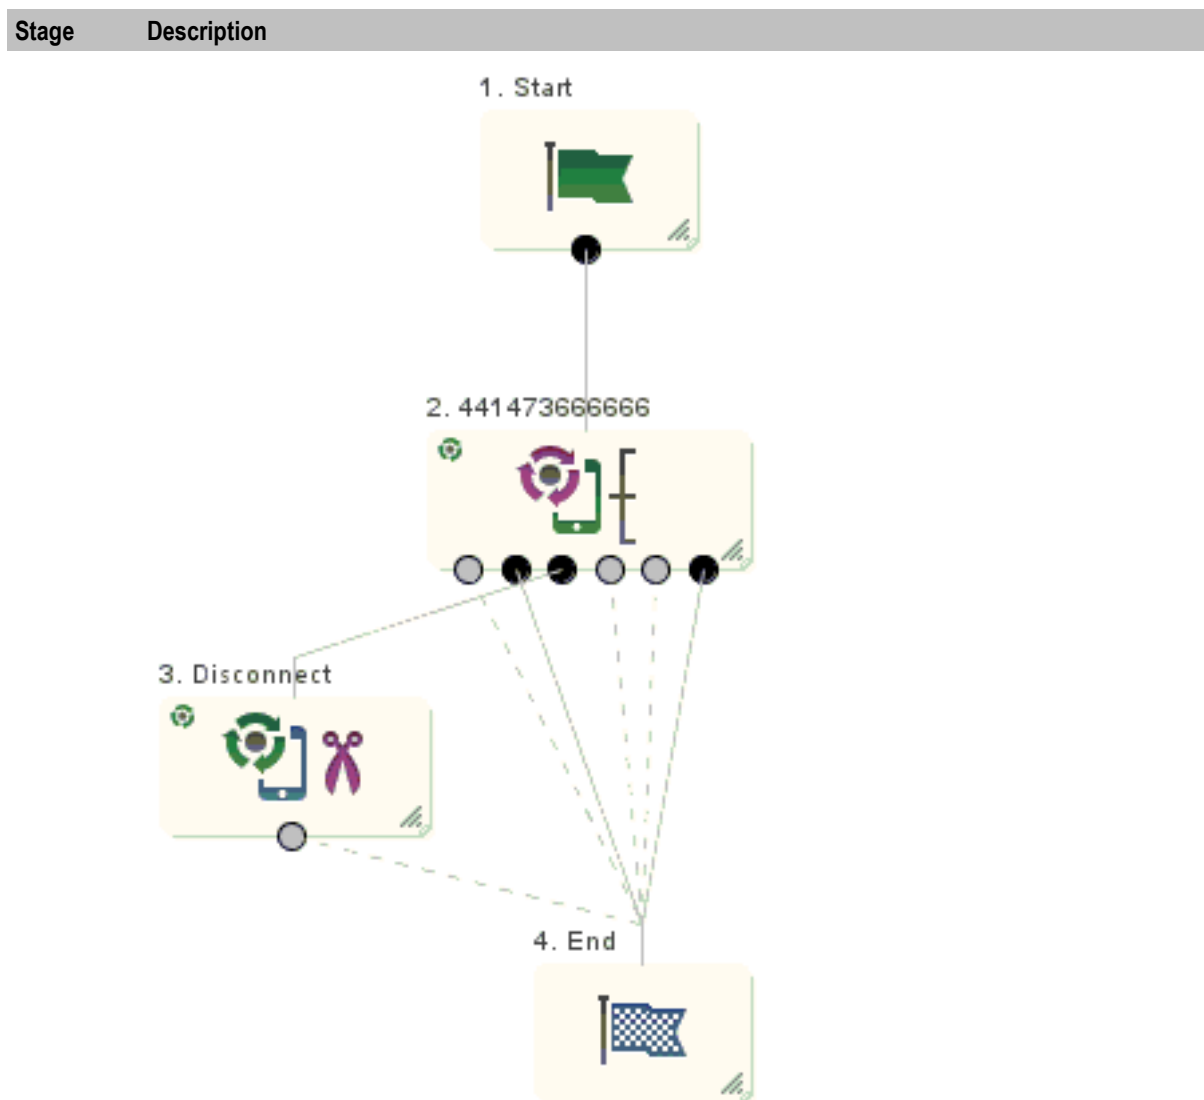 Stage Description
1. Start
2. 441473666666
3. Disconnect
4. End